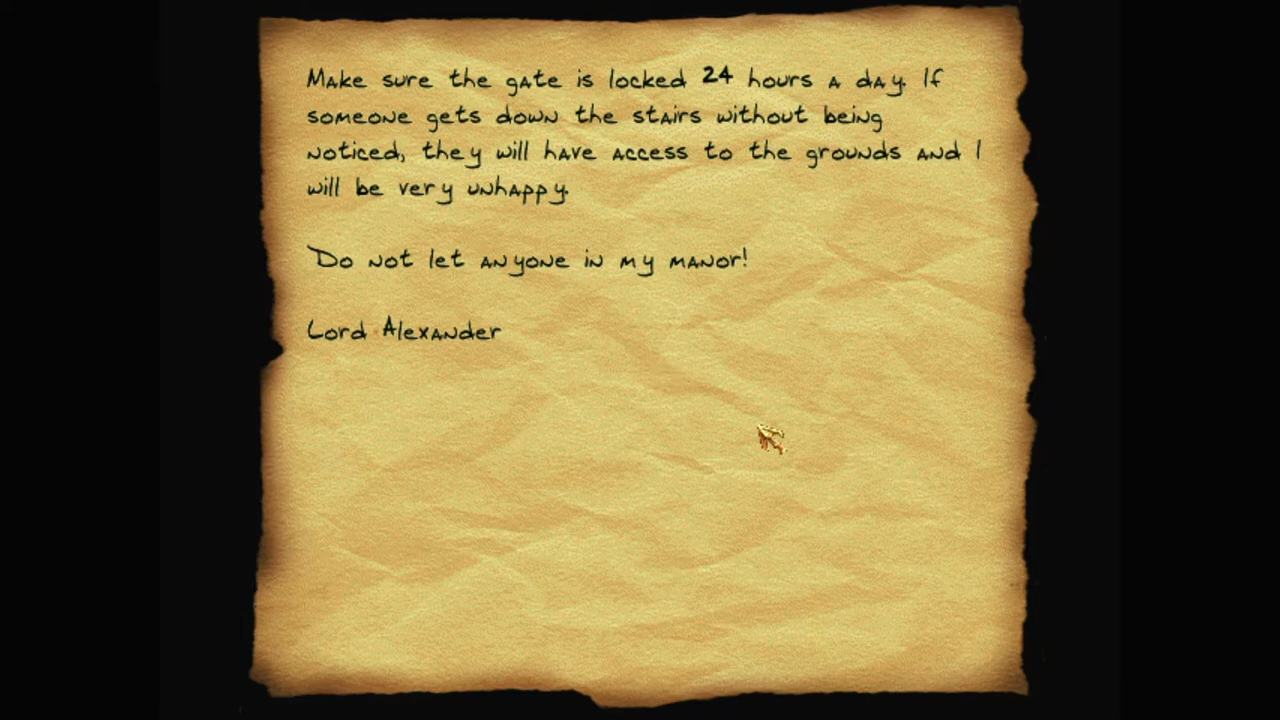 Make sure the gate is locked 24 hours a day. If
someone gets down the stairs without being
noticed, they will have access to the grounds and I
will be very unhappy.
Do not let anyone in my manor!
Lord Alexander